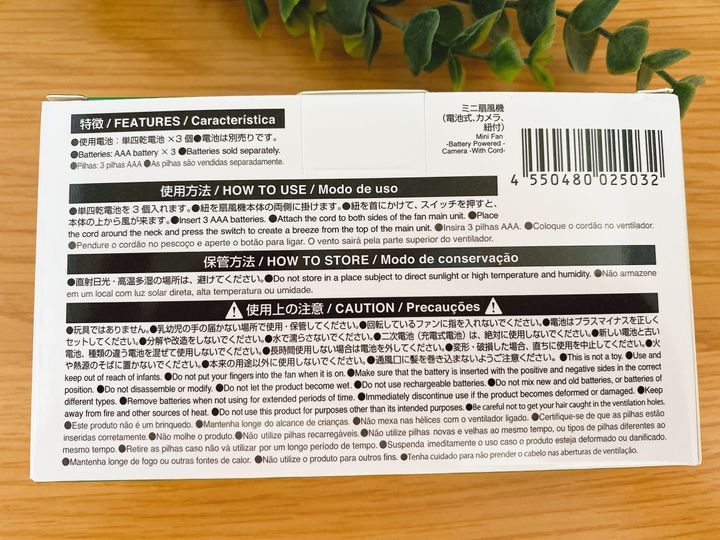 特徴 / FEATURES / Característica
●使用電池：単四乾電池 ×3個●電池は別売りです。
●Batteries: AAA battery × 3 ●Batteries sold separately.
●Pilhas: 3 pilhas AAA ●As pilhas são vendidas separadamente.
ミニ扇風機
（電池式、カメラ、
紐付）
Mini Fan
-Battery Powered -
Camera -With Cord-
4 550480 025032
使用方法 / HOW TO USE / Modo de uso
●単四乾電池を3個入れます。●紐を扇風機本体の両側に掛けます。●紐を首にかけて、スイッチを押すと、
本体の上から風が来ます。●Insert 3 AAA batteries. ●Attach the cord to both sides of the fan main unit. ●Place
the cord around the neck and press the switch to create a breeze from the top of the main unit. ●Insira 3 pilhas AAA. ●Coloque o cordão no ventilador.
●Pendure o cordão no pescoço e aperte o botão para ligar. O vento sairá pela parte superior do ventilador.
保管方法 / HOW TO STORE / Modo de conservação
●直射日光・高温多湿の場所は、避けてください。●Do not store in a place subject to direct sunlight or high temperature and humidity. ●Não armazene
em um local com luz solar direta, alta temperatura ou umidade.
使用上の注意 / CAUTION / Precauções
●玩具ではありません。●乳幼児の手の届かない場所で使用・保管してください。●回転しているファンに指を入れないでください。●電池はプラスマイナスを正しく
セットしてください。●分解や改造をしないでください。●水で濡らさないでください。●二次電池（充電式電池）は、絶対に使用しないでください。●新しい電池と古い
電池、種類の違う電池を混ぜて使用しないでください。●長時間使用しない場合は電池を外してください。●変形・破損した場合、直ちに使用を中止してください。●火
や熱源のそばに置かないでください。●本来の用途以外に使用しないでください。●通風口に髪を巻き込まないようご注意ください。●This is not a toy. ●Use and
keep out of reach of infants. ●Do not put your fingers into the fan when it is on. ●Make sure that the battery is inserted with the positive and negative sides in the correct
position. ●Do not disassemble or modify. ●Do not let the product become wet. ●Do not use rechargeable batteries. ●Do not mix new and old batteries, or batteries of
different types. ●Remove batteries when not using for extended periods of time. ●Immediately discontinue use if the product becomes deformed or damaged. ●Keep
away from fire and other sources of heat. ●Do not use this product for purposes other than its intended purposes. ●Be careful not to get your hair caught in the ventilation holes.
●Este produto não é um brinquedo. ●Mantenha longe do alcance de crianças. ●Não mexa nas hélices com o ventilador ligado. ●Certifique-se de que as pilhas estão
inseridas corretamente. ●Não molhe o produto. ●Não utilize pilhas recarregáveis. ●Não utilize pilhas novas e velhas ao mesmo tempo, ou tipos de pilhas diferentes ao
mesmo tempo. ●Retire as pilhas caso não vá utilizar por um longo período de tempo. ●Suspenda imeditamente o uso caso o produto esteja deformado ou danificado.
●Mantenha longe de fogo ou outras fontes de calor. ●Não utilize o produto para outros fins. ●Tenha cuidado para não prender o cabelo nas aberturas de ventilação.